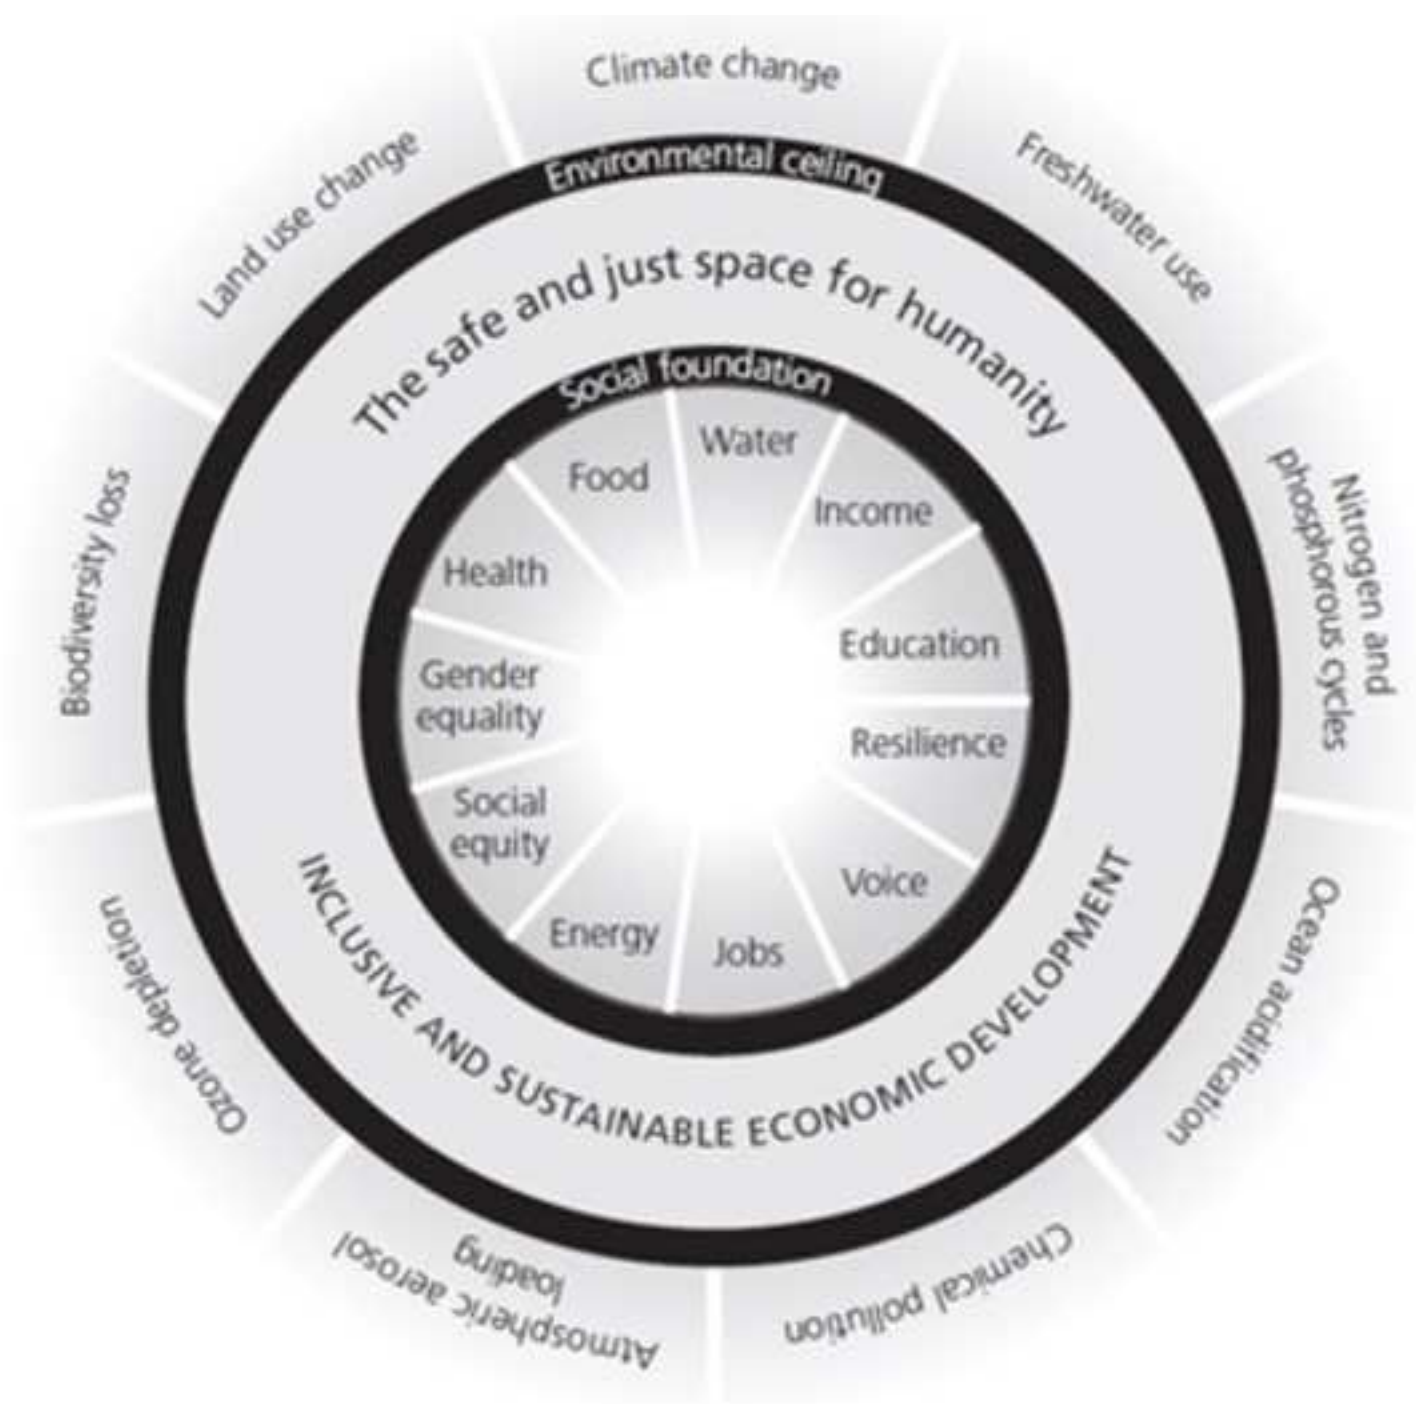 Climate change
Freshwater use
Nitrogen and
phosphorous cycles
Ocean acidification
Chemical pollution
Atmospheric aerosol
loading
Ozone depletion
Biodiversity loss
Land use change
Environmental ceiling
The safe and just space for humanity
Social foundation
Water
Income
Education
Resilience
Voice
Jobs
Energy
Social
equity
Gender
equality
Health
Food
INCLUSIVE AND SUSTAINABLE ECONOMIC DEVELOPMENT